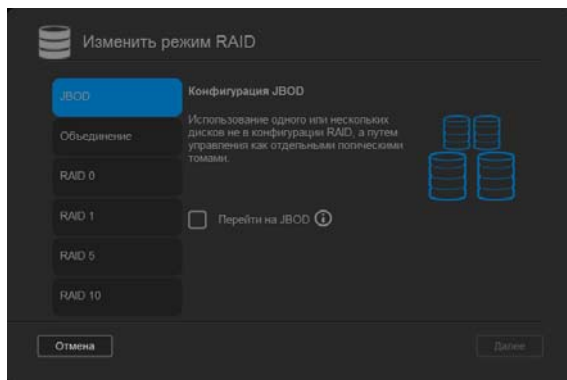 Изменить режим RAID
JBOD
Объединение
RAID 0
RAID 1
RAID 5
RAID 10
Конфигурация JBOD
Использование одного или нескольких
дисков не в конфигурации RAID, а путем
управления как отдельными логическими
томами.
Перейти на JBOD
Отмена
Далее